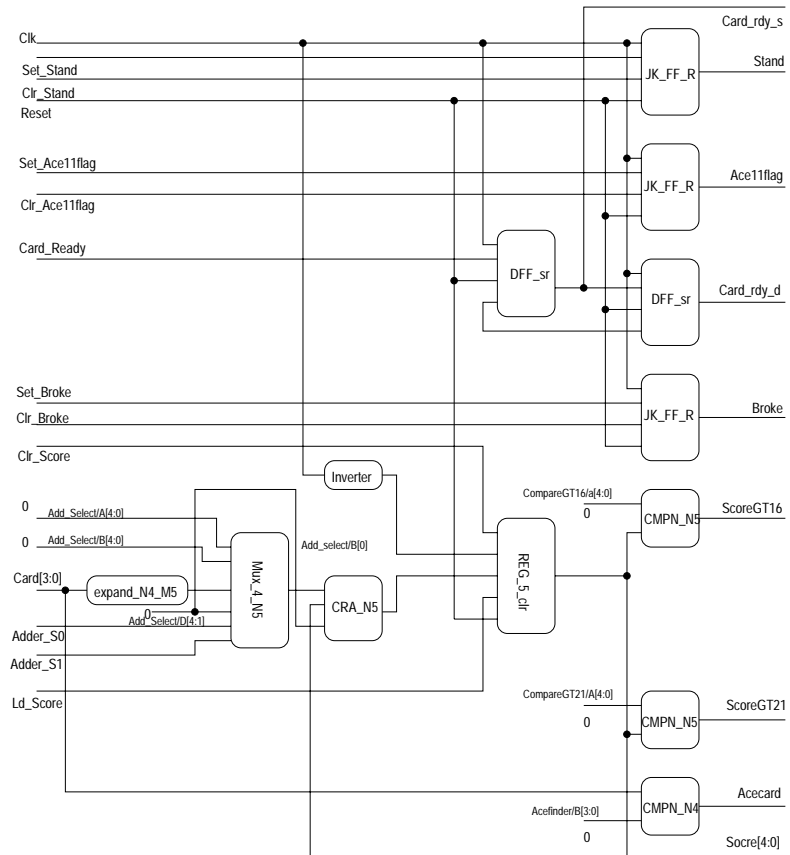 Card_rdy_s
Clk
Stand
Set_Stand
JK_FF_R
Clr_Stand
Reset
Set_Ace11flag
JK_FF_R
Ace11flag
Clr_Ace11flag
Card_Ready
DFF_sr
Card_rdy_d
DFF_sr
Set_Broke
Broke
Clr_Broke
JK_FF_R
Clr_Score
Inverter
CompareGT16/a[4:0]
0
CMPN_N5
ScoreGT16
0
Add_Select/A[4:0]
0
Add_Select/B[4:0]
Add_select/B[0]
Mux_4_N5
REG_5_clr
Card[3:0]
expand_N4_M5
CRA_N5
0
Add_Select/D[4:1]
Adder_S0
Adder_S1
Ld_Score
CompareGT21/A[4:0]
0
CMPN_N5
ScoreGT21
Acefinder/B[3:0]
0
CMPN_N4
Acecard
Socre[4:0]